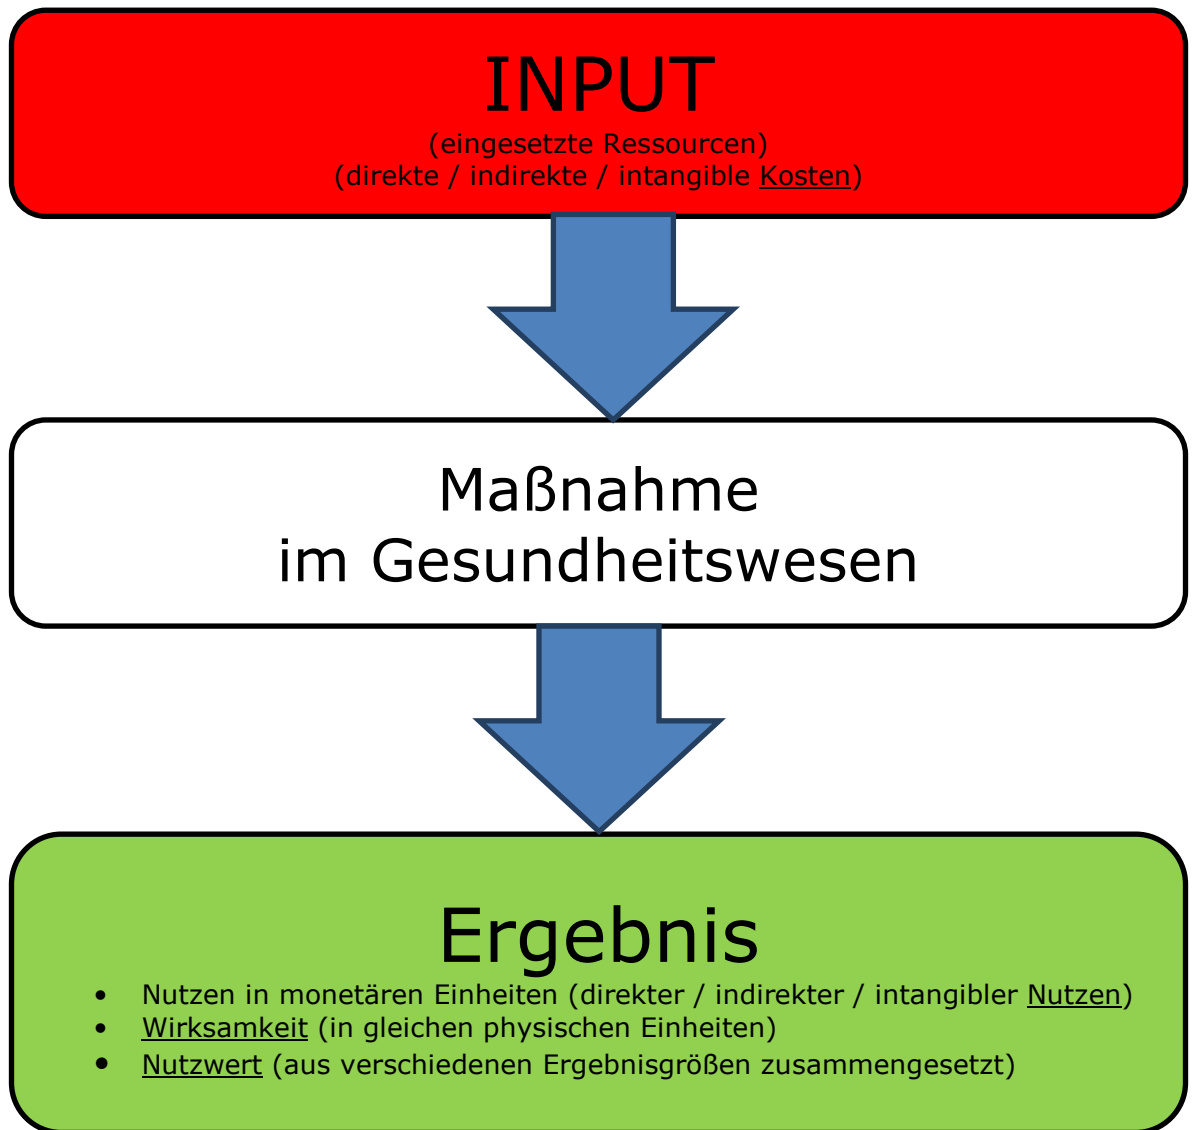 INPUT
(eingesetzte Ressourcen)
(direkte / indirekte / intangible Kosten)
Maßnahme
im Gesundheitswesen
Ergebnis
• Nutzen in monetären Einheiten (direkter / indirekter / intangibler Nutzen)
• Wirksamkeit (in gleichen physischen Einheiten)
• Nutzwert (aus verschiedenen Ergebnisgrößen zusammengesetzt)